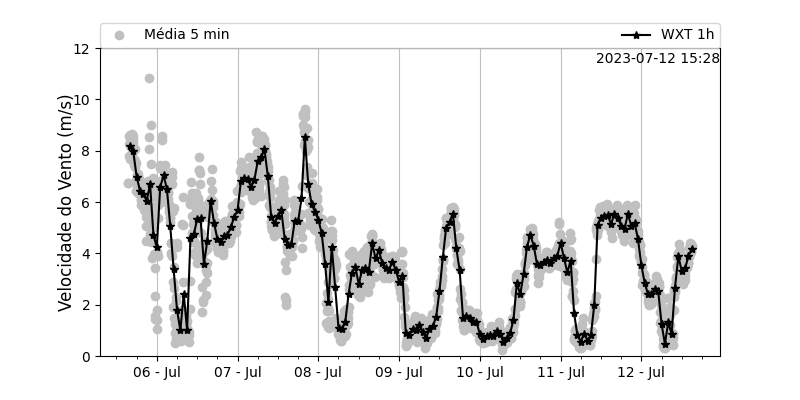 Média 5 min
WXT 1h
2023-07-12 15:28
Velocidade do Vento (m/s)
12
10
8
6
4
2
0
06 - Jul
07 - Jul
08 - Jul
09 - Jul
10 - Jul
11 - Jul
12 - Jul